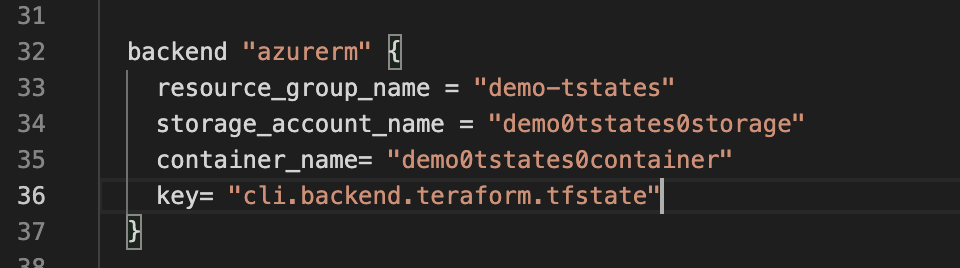 31
32 backend "azurerm" {
33 resource_group_name = "demo-tstates"
34 storage_account_name = "demo0tstates0storage"
35 container_name= "demo0tstates0container"
36 key= "cli.backend.teraform.tfstate"
37 }
38